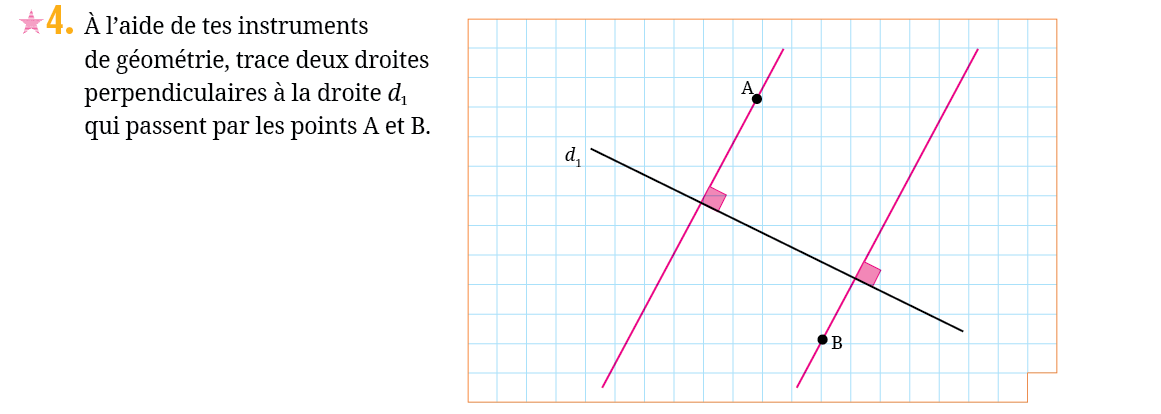 4. À l’aide de tes instruments
de géométrie, trace deux droites
perpendiculaires à la droite d₁
qui passent par les points A et B.
A
d₁
B